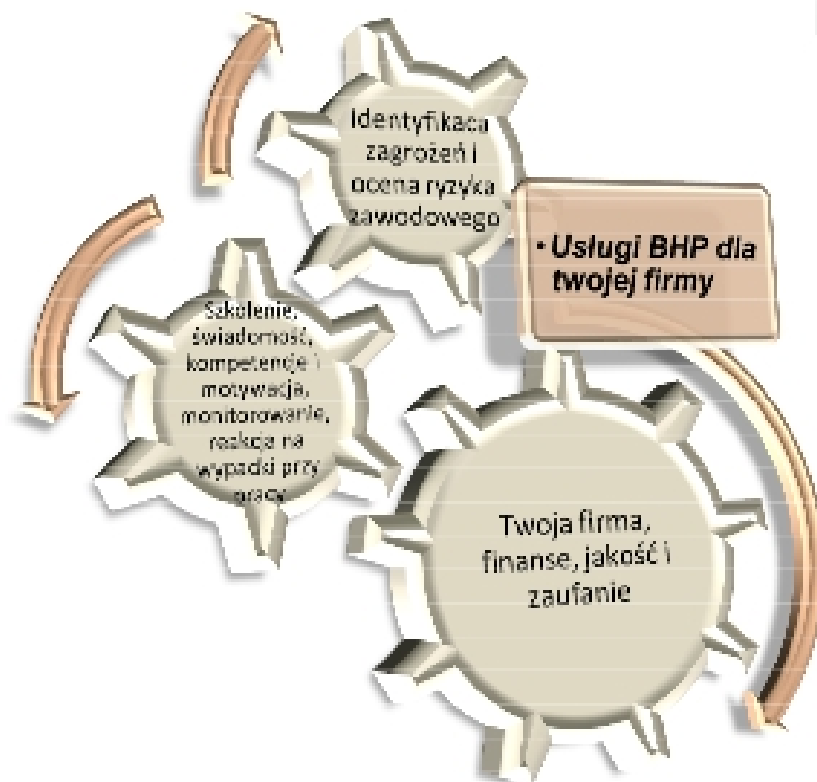 Identyfikaca
zagrożeń i
ocena ryzyka
zawodowego
• Usługi BHP dla
twojej firmy
Szkolenie,
świadomość,
kompetencje i
motywacja,
monitorowanie,
reakcja na
wypadki przy
pracy
Twoja firma,
finanse, jakość i
zaufanie